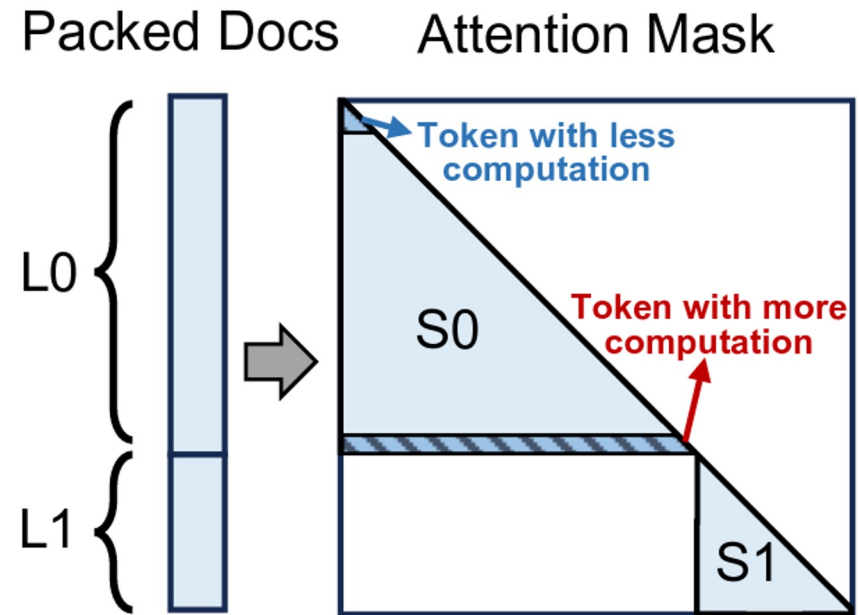 Packed Docs
Attention Mask
Token with less
computation
L0
S0
Token with more
computation
L1
S1